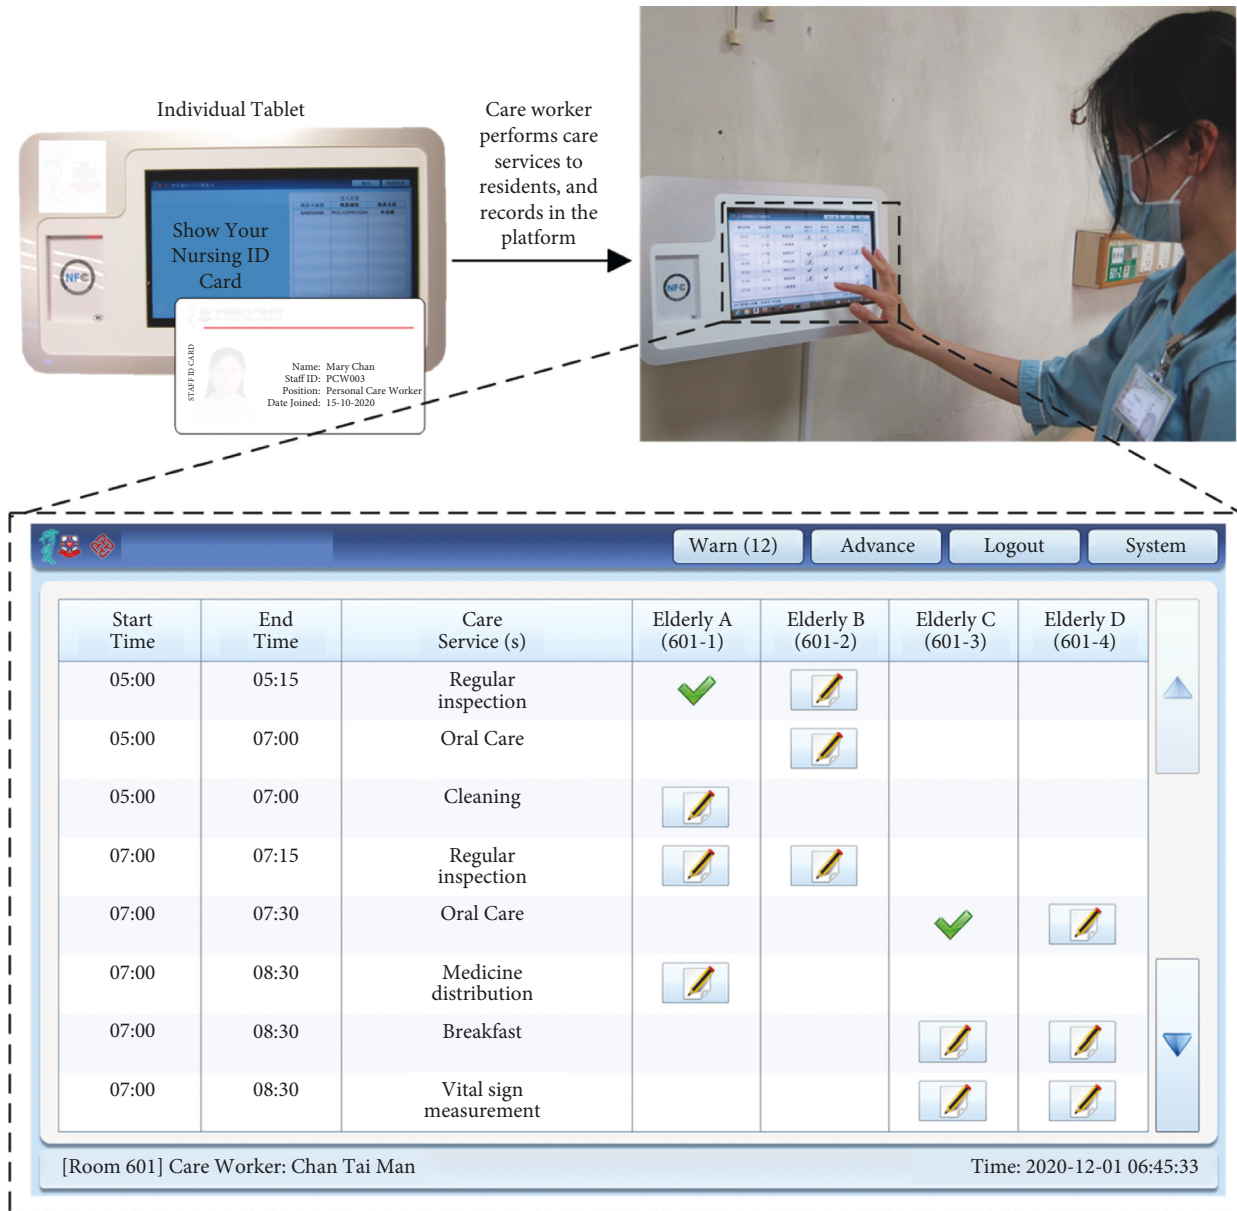 Individual Tablet
Care worker
performs care
services to
residents, and
records in the
platform
Show Your
Nursing ID
Card
NFC
STAFF ID CARD
Name: Mary Chan
Staff ID: PCW003
Position: Personal Care Worker
Date Joined: 15-10-2020
NFC
Warn (12)
Advance
Logout
System
Start Time
End Time
Care Service (s)
Elderly A (601-1)
Elderly B (601-2)
Elderly C (601-3)
Elderly D (601-4)
05:00 05:15 Regular inspection
05:00 07:00 Oral Care
05:00 07:00 Cleaning
07:00 07:15 Regular inspection
07:00 07:30 Oral Care
07:00 08:30 Medicine distribution
07:00 08:30 Breakfast
07:00 08:30 Vital sign measurement
[Room 601] Care Worker: Chan Tai Man
Time: 2020-12-01 06:45:33